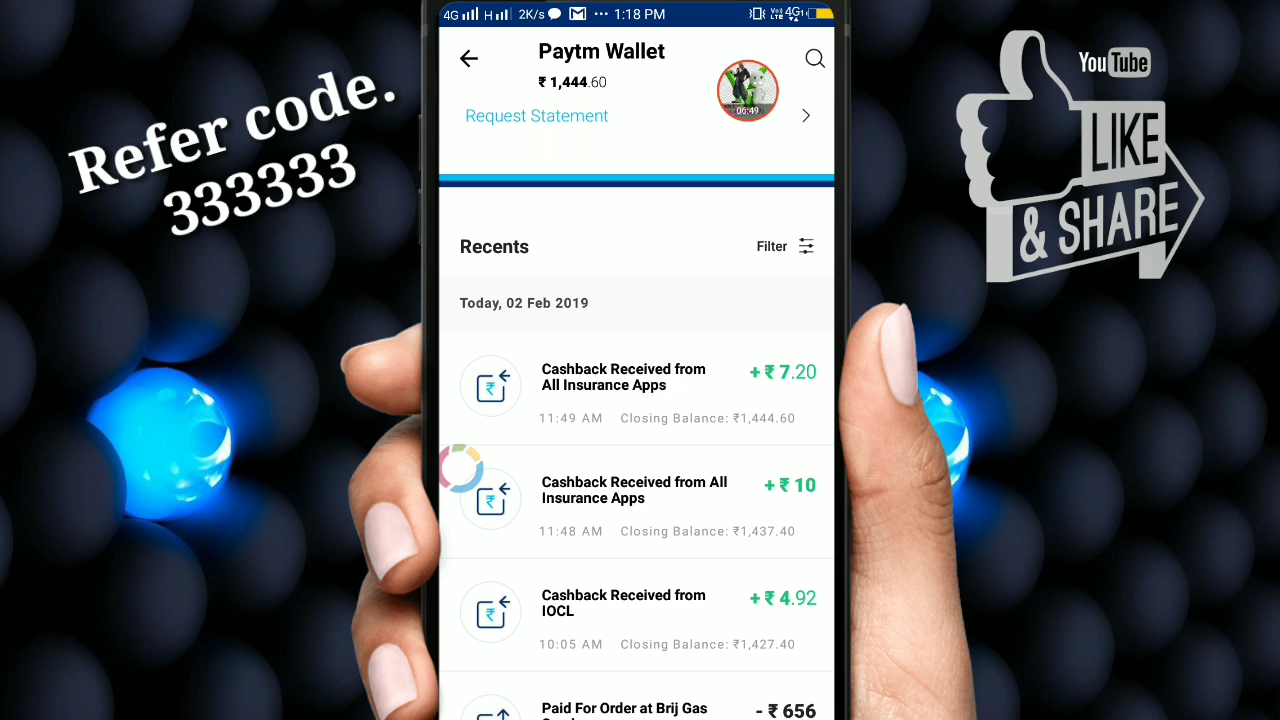 Refer code.
333333
4G H 2K/s ... 1:18 PM 4G
Paytm Wallet
₹ 1,444.60
Request Statement
06:49
Recents
Filter
Today, 02 Feb 2019
Cashback Received from
All Insurance Apps
+ ₹ 7.20
11:49 AM Closing Balance: ₹1,444.60
Cashback Received from All
Insurance Apps
+ ₹ 10
11:48 AM Closing Balance: ₹1,437.40
Cashback Received from
IOCL
+ ₹ 4.92
10:05 AM Closing Balance: ₹1,427.40
Paid For Order at Brij Gas
- ₹ 656
YouTube
LIKE
& SHARE